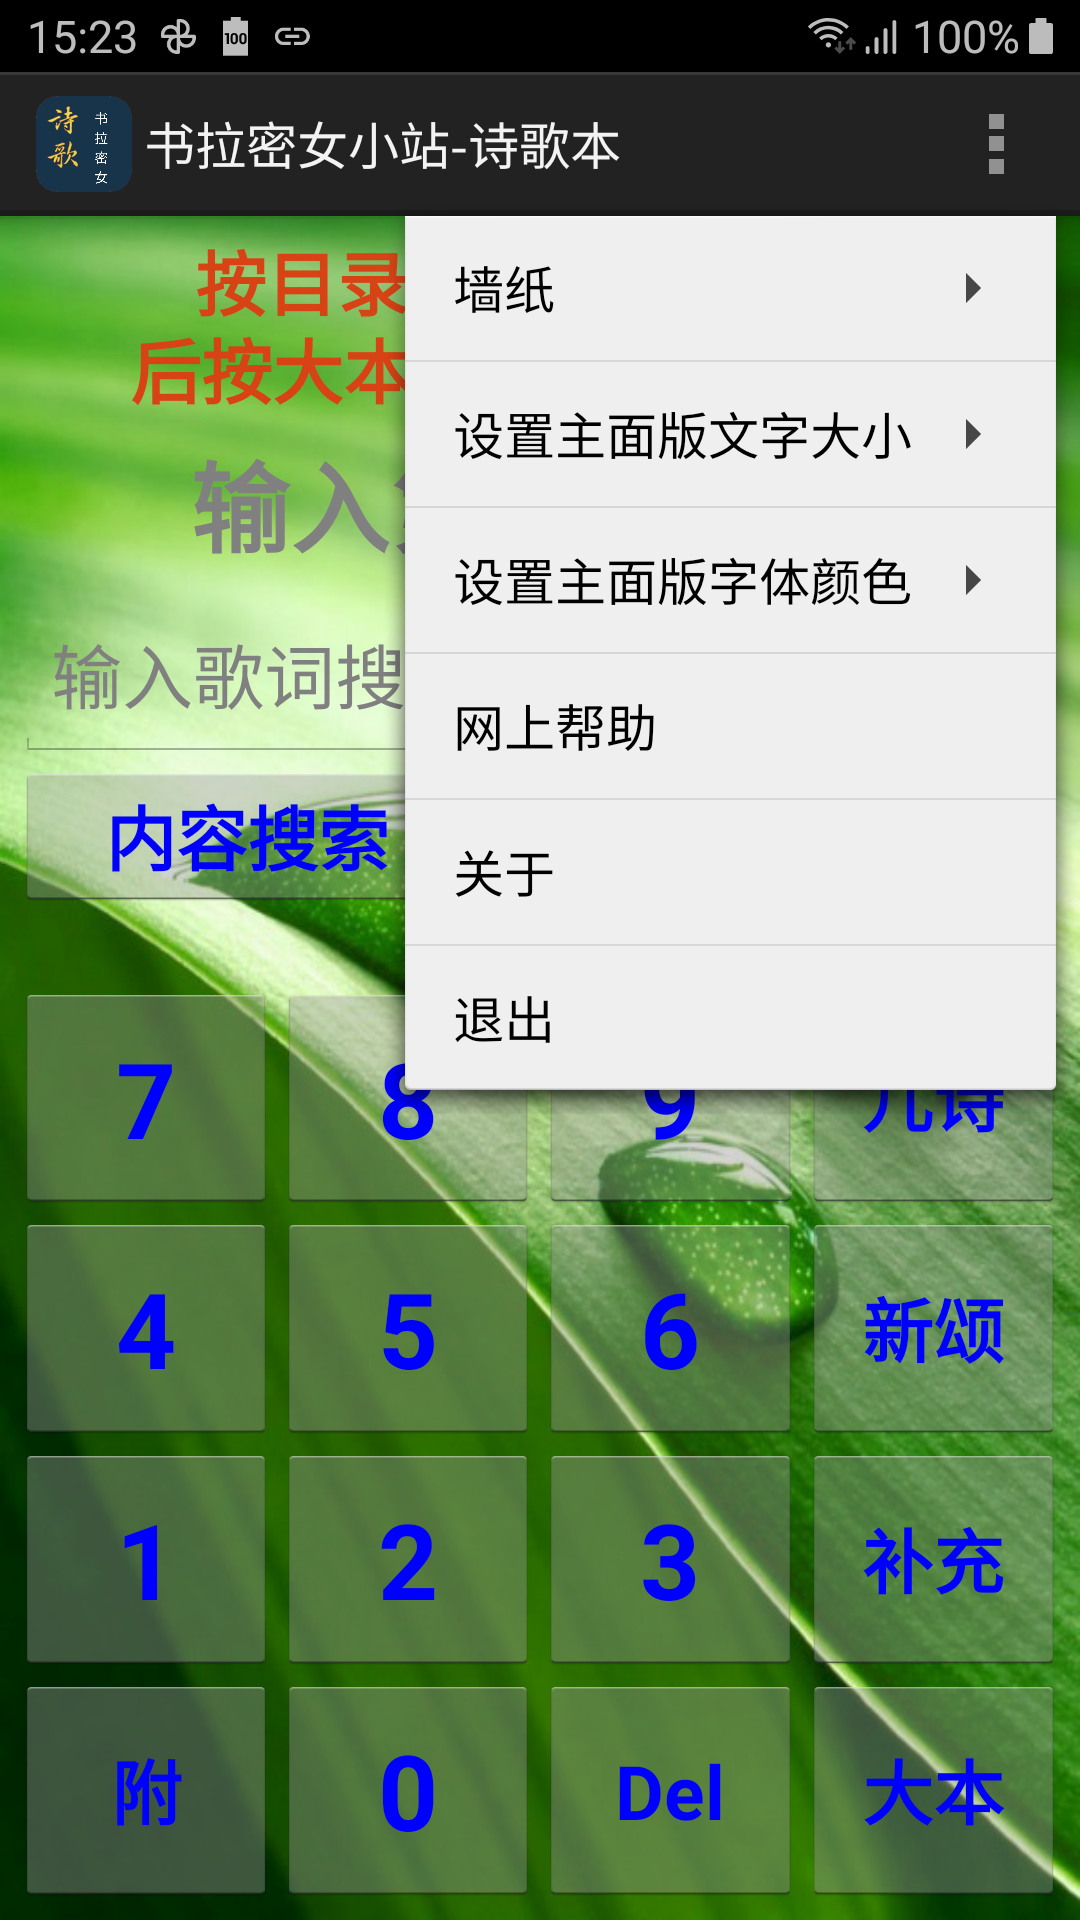 15:23
100
100%
诗歌
书拉密女
书拉密女小站-诗歌本
按目录
后按大本
输入
输入歌词搜
内容搜索
墙纸
设置主面版文字大小
设置主面版字体颜色
网上帮助
关于
退出
7 8 9 儿诗
4 5 6 新颂
1 2 3 补充
附 0 Del 大本